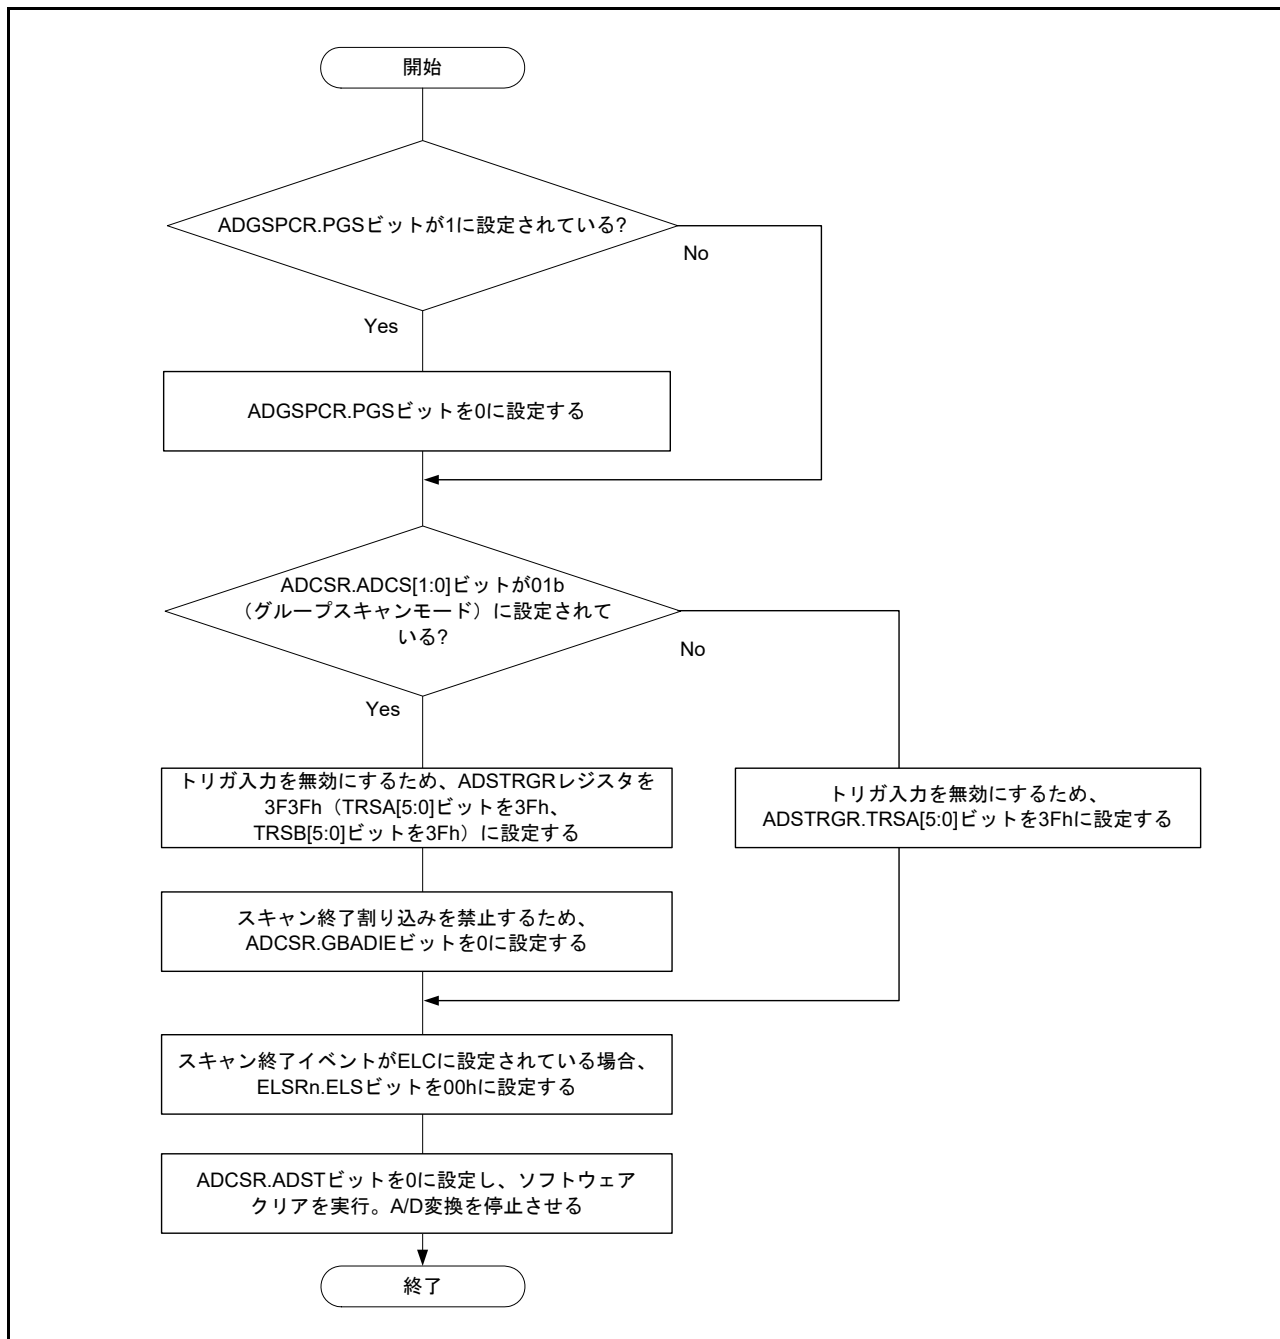 開始
ADGSPCR.PGSビットが1に設定されている?
No
Yes
ADGSPCR.PGSビットを0に設定する
ADCSR.ADCS[1:0]ビットが01b
（グループスキャンモード）に設定されて
いる?
No
Yes
トリガ入力を無効にするため、ADSTRGRレジスタを
3F3Fh（TRSA[5:0]ビットを3Fh、
TRSB[5:0]ビットを3Fh）に設定する
トリガ入力を無効にするため、
ADSTRGR.TRSA[5:0]ビットを3Fhに設定する
スキャン終了割り込みを禁止するため、
ADCSR.GBADIEビットを0に設定する
スキャン終了イベントがELCに設定されている場合、
ELSRn.ELSビットを00hに設定する
ADCSR.ADSTビットを0に設定し、ソフトウェア
クリアを実行。A/D変換を停止させる
終了